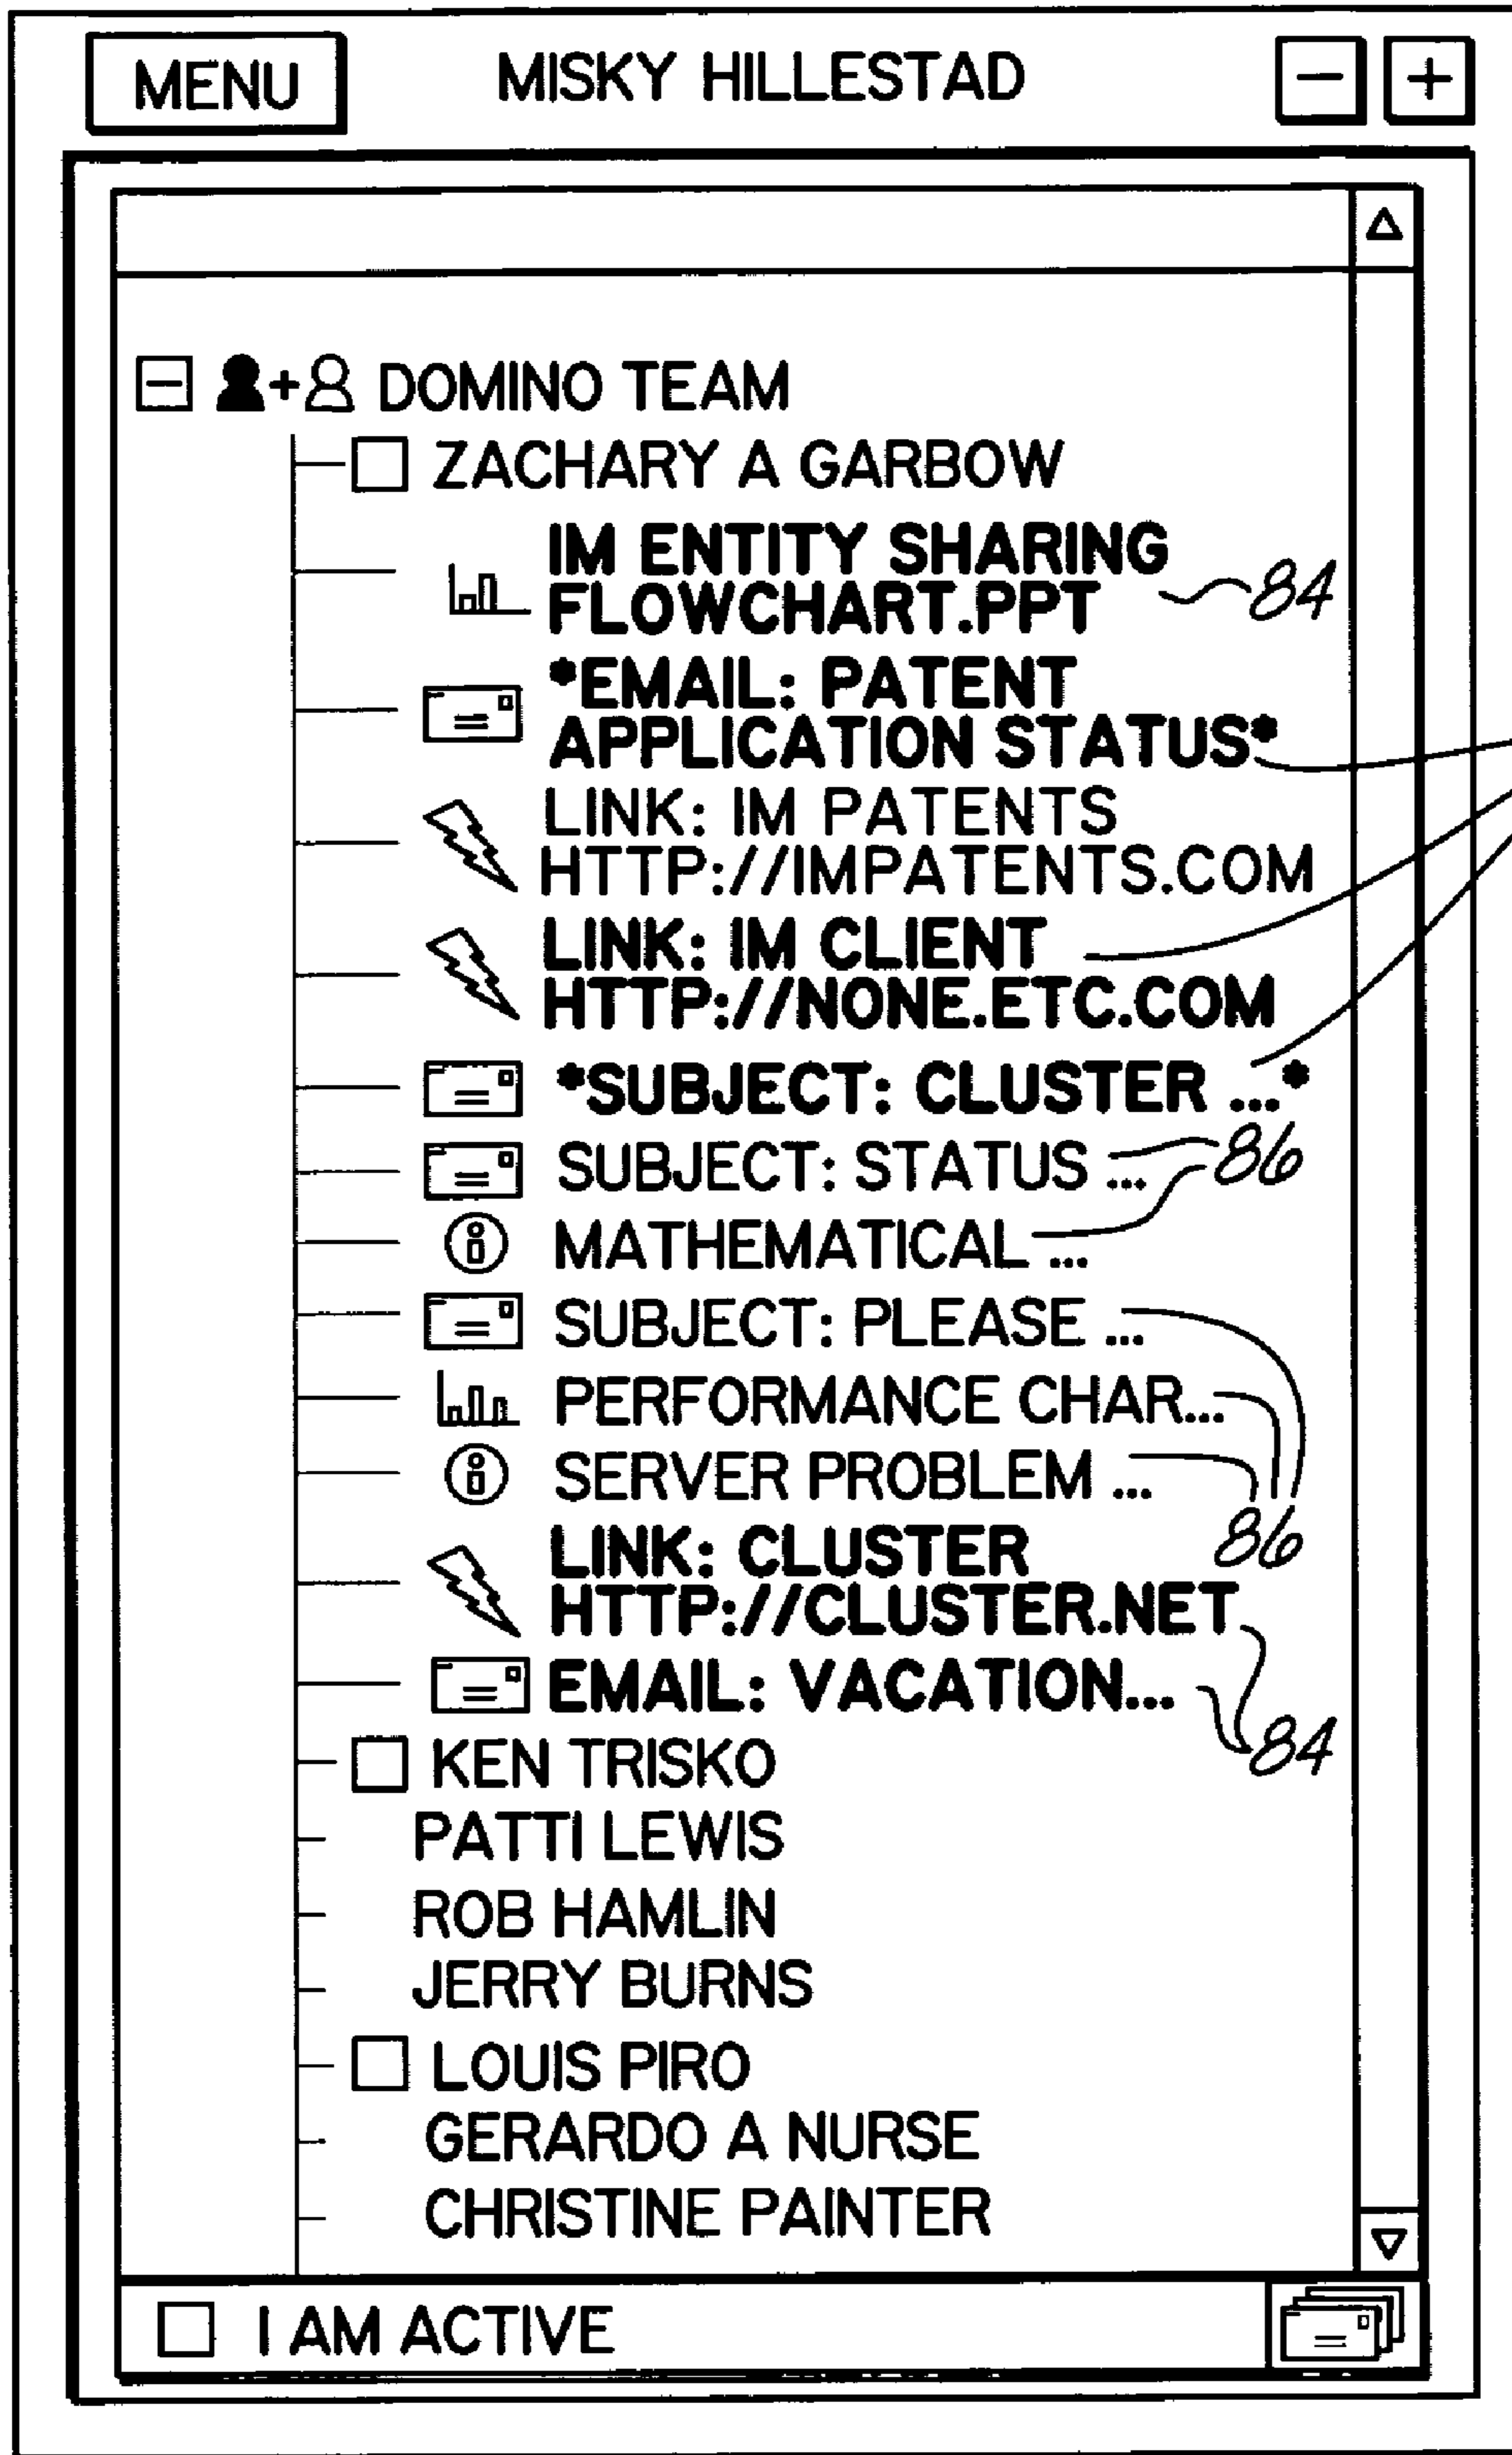 MENU MISKY HILLESTAD - +
- + DOMINO TEAM
ZACHARY A GARBOW
IM ENTITY SHARING
FLOWCHART.PPT 84
*EMAIL: PATENT
APPLICATION STATUS*
LINK: IM PATENTS
HTTP://IMPATENTS.COM
LINK: IM CLIENT
HTTP://NONE.ETC.COM
*SUBJECT: CLUSTER ...*
SUBJECT: STATUS ... 86
MATHEMATICAL ...
SUBJECT: PLEASE ...
PERFORMANCE CHAR...
SERVER PROBLEM ...
86
LINK: CLUSTER
HTTP://CLUSTER.NET
EMAIL: VACATION...
84
KEN TRISKO
PATTI LEWIS
ROB HAMLIN
JERRY BURNS
LOUIS PIRO
GERARDO A NURSE
CHRISTINE PAINTER
I AM ACTIVE